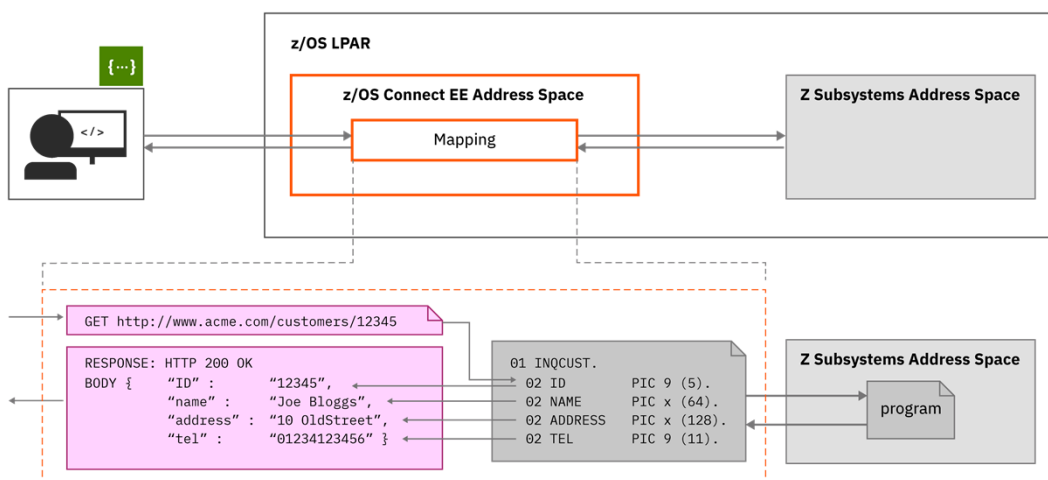 z/OS LPAR
{...}
z/OS Connect EE Address Space
Z Subsystems Address Space
</>
Mapping
GET http://www.acme.com/customers/12345
RESPONSE: HTTP 200 OK
BODY { “ID” : “12345”,
“name” : “Joe Bloggs”,
“address” : “10 OldStreet”,
“tel” : “01234123456” }
01 INQCUST.
02 ID PIC 9 (5).
02 NAME PIC x (64).
02 ADDRESS PIC x (128).
02 TEL PIC 9 (11).
Z Subsystems Address Space
program